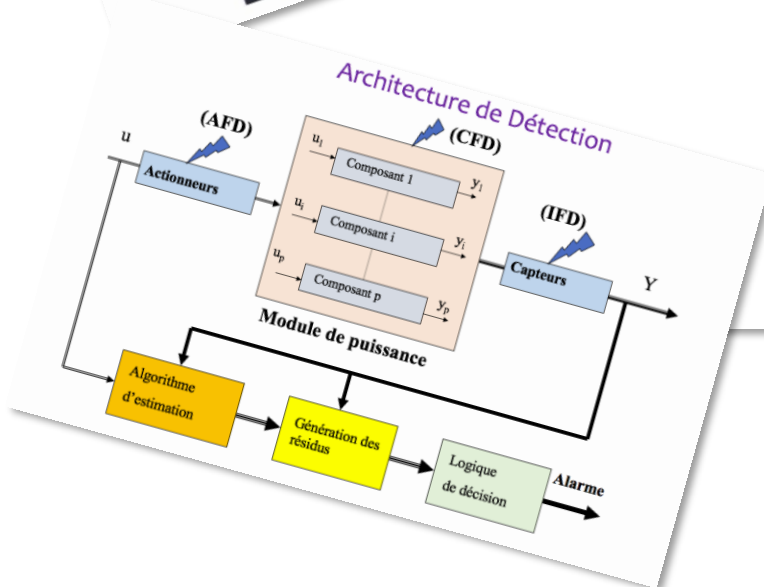 Architecture de Détection
u
(AFD)
Actionneurs
(CFD)
u₁
Composant 1
y₁
uᵢ
Composant i
yᵢ
uₚ
Composant p
yₚ
Module de puissance
(IFD)
Capteurs
Y
Algorithme
d’estimation
Génération des
résidus
Logique
de décision
Alarme